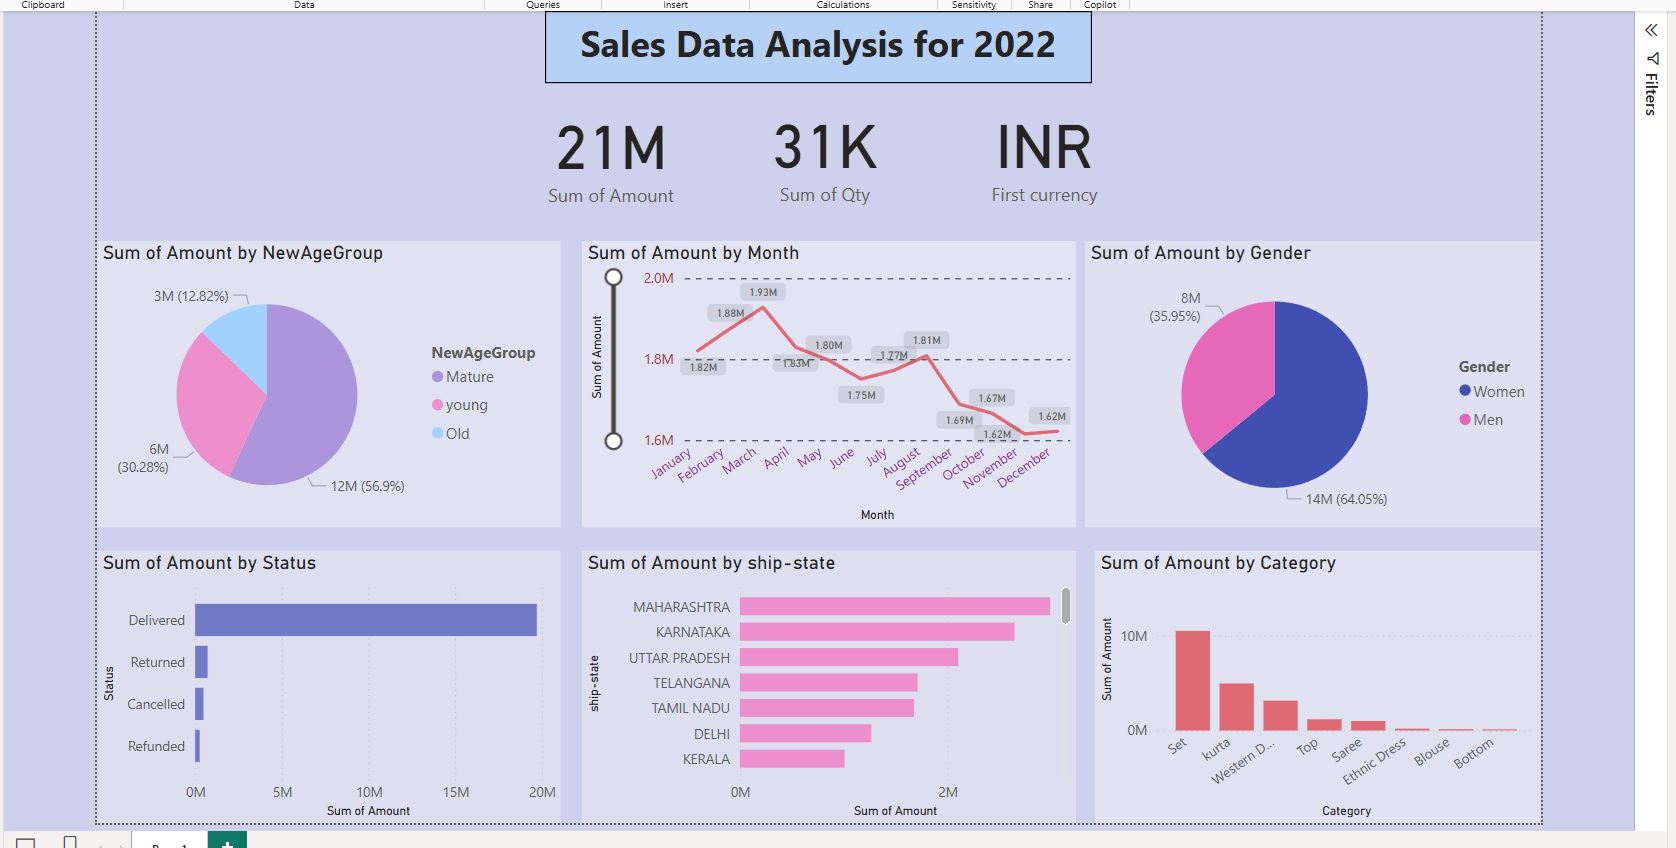 Clipboard
Data
Queries
Insert
Calculations
Sensitivity
Share
Copilot
Filters
Sales Data Analysis for 2022
21M
Sum of Amount
31K
Sum of Qty
INR
First currency
Sum of Amount by NewAgeGroup
3M (12.82%)
6M
(30.28%)
12M (56.9%)
NewAgeGroup
Mature
young
Old
Sum of Amount by Month
Sum of Amount
2.0M
1.8M
1.6M
1.82M
1.88M
1.93M
1.83M
1.80M
1.75M
1.77M
1.81M
1.69M
1.67M
1.62M
1.62M
January
February
March
April
May
June
July
August
September
October
November
December
Month
Sum of Amount by Gender
8M
(35.95%)
14M (64.05%)
Gender
Women
Men
Sum of Amount by Status
Status
Delivered
Returned
Cancelled
Refunded
0M
5M
10M
15M
20M
Sum of Amount
Sum of Amount by ship-state
ship-state
MAHARASHTRA
KARNATAKA
UTTAR PRADESH
TELANGANA
TAMIL NADU
DELHI
KERALA
0M
2M
Sum of Amount
Sum of Amount by Category
Sum of Amount
10M
0M
Set
kurta
Western D...
Top
Saree
Ethnic Dress
Blouse
Bottom
Category